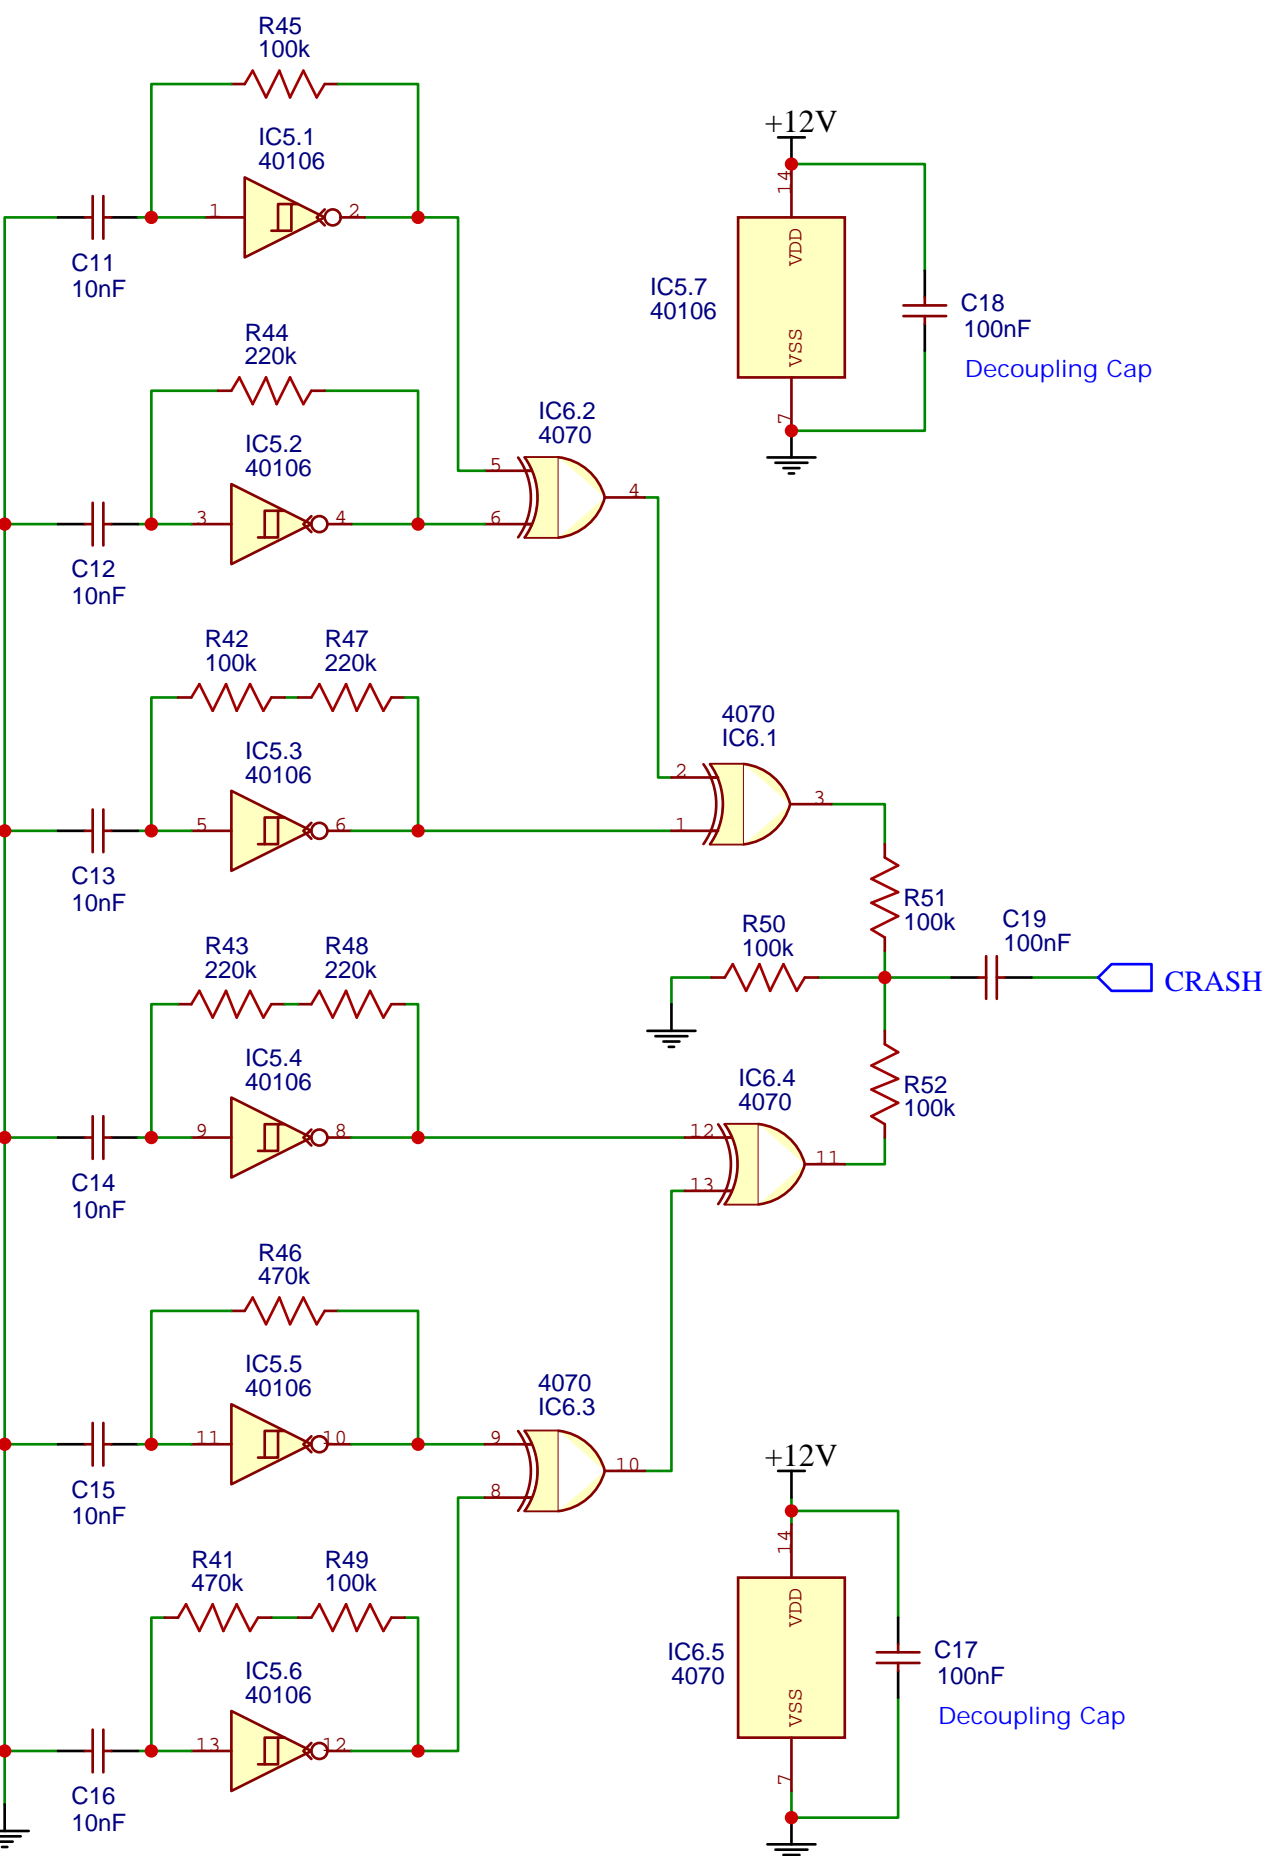 R45
100k
IC5.1
40106
1
2
C11
10nF
+12V
14
VDD
IC5.7
40106
VSS
7
C18
100nF
Decoupling Cap
R44
220k
IC5.2
40106
3
4
C12
10nF
IC6.2
4070
5
6
4
R42
100k
R47
220k
IC5.3
40106
5
6
C13
10nF
4070
IC6.1
2
1
3
R51
100k
R50
100k
C19
100nF
CRASH
R43
220k
R48
220k
IC5.4
40106
9
8
C14
10nF
IC6.4
4070
12
13
11
R52
100k
R46
470k
IC5.5
40106
11
10
C15
10nF
4070
IC6.3
9
8
10
R41
470k
R49
100k
IC5.6
40106
13
12
C16
10nF
+12V
14
VDD
IC6.5
4070
VSS
7
C17
100nF
Decoupling Cap